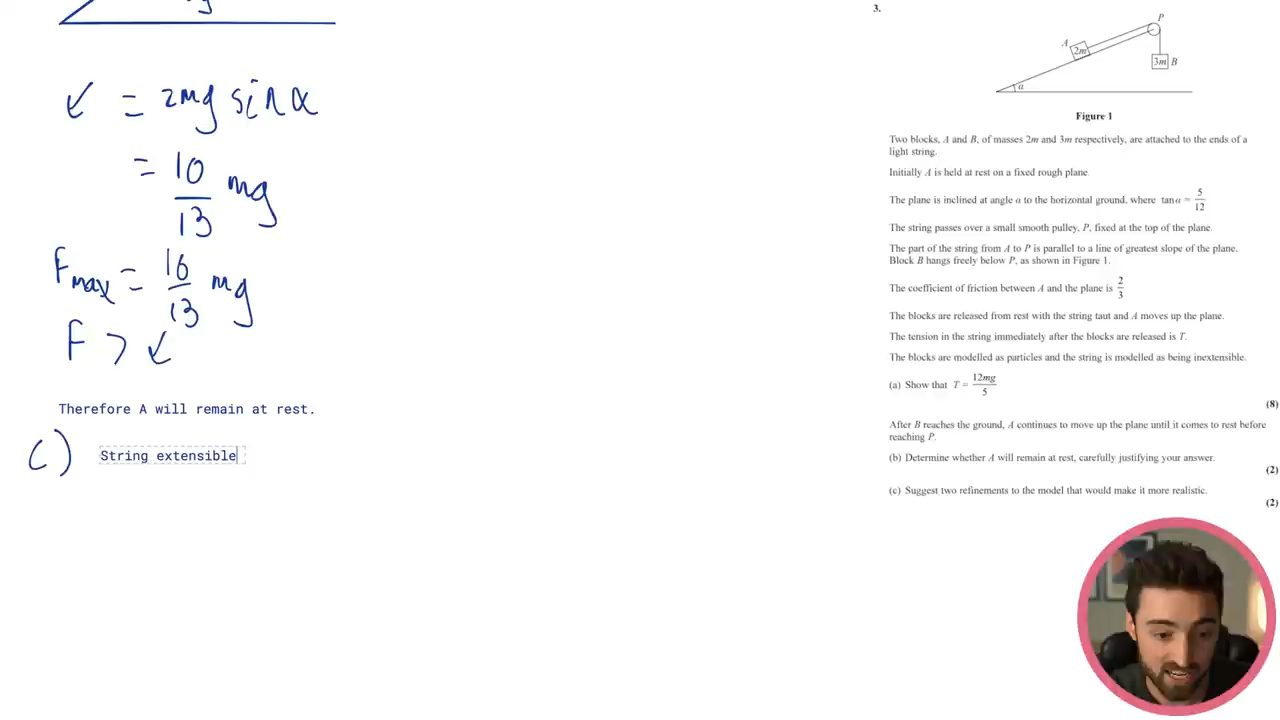 mg
↙ = 2mg sin α
= 10/13 mg
Fmax = 16/13 mg
F > ↙
Therefore A will remain at rest.
c) String extensible
3.
P
A
2m
3m B
α
Figure 1
Two blocks, A and B, of masses 2m and 3m respectively, are attached to the ends of a
light string.
Initially A is held at rest on a fixed rough plane.
The plane is inclined at angle α to the horizontal ground, where tan α = 5/12
The string passes over a small smooth pulley, P, fixed at the top of the plane.
The part of the string from A to P is parallel to a line of greatest slope of the plane.
Block B hangs freely below P, as shown in Figure 1.
The coefficient of friction between A and the plane is 2/3
The blocks are released from rest with the string taut and A moves up the plane.
The tension in the string immediately after the blocks are released is T.
The blocks are modelled as particles and the string is modelled as being inextensible.
(a) Show that T = 12mg/5
(8)
After B reaches the ground, A continues to move up the plane until it comes to rest before
reaching P.
(b) Determine whether A will remain at rest, carefully justifying your answer.
(2)
(c) Suggest two refinements to the model that would make it more realistic.
(2)